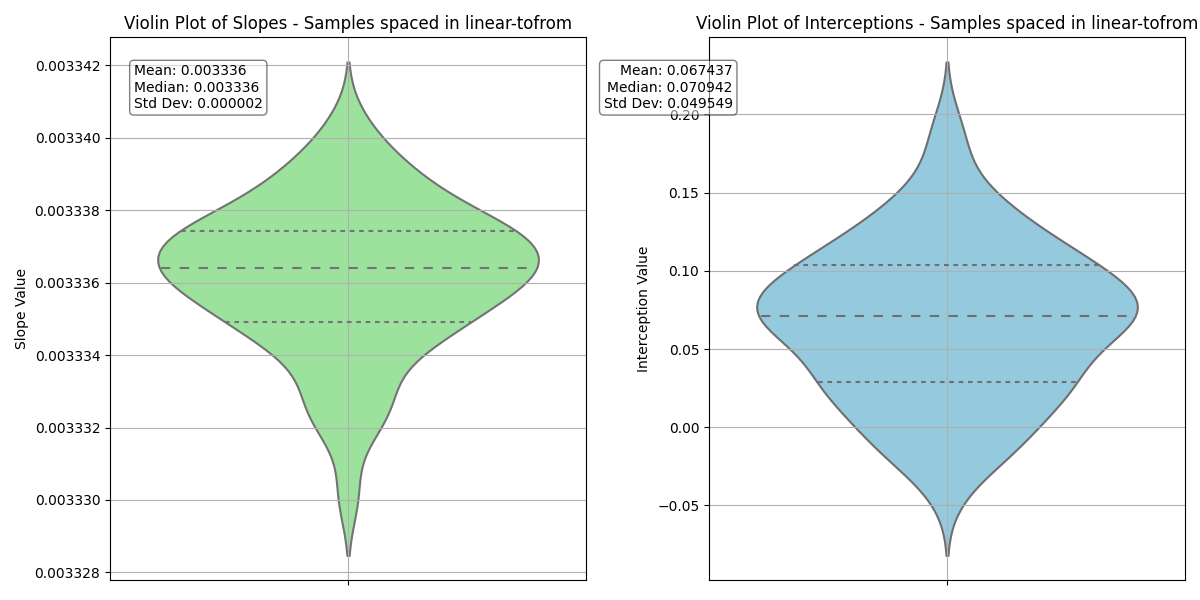 Violin Plot of Slopes - Samples spaced in linear-tofrom
Mean: 0.003336
Median: 0.003336
Std Dev: 0.000002
0.003342
0.003340
0.003338
0.003336
0.003334
0.003332
0.003330
0.003328
Slope Value
Violin Plot of Interceptions - Samples spaced in linear-tofrom
Mean: 0.067437
Median: 0.070942
Std Dev: 0.049549
0.20
0.15
0.10
0.05
0.00
−0.05
Interception Value